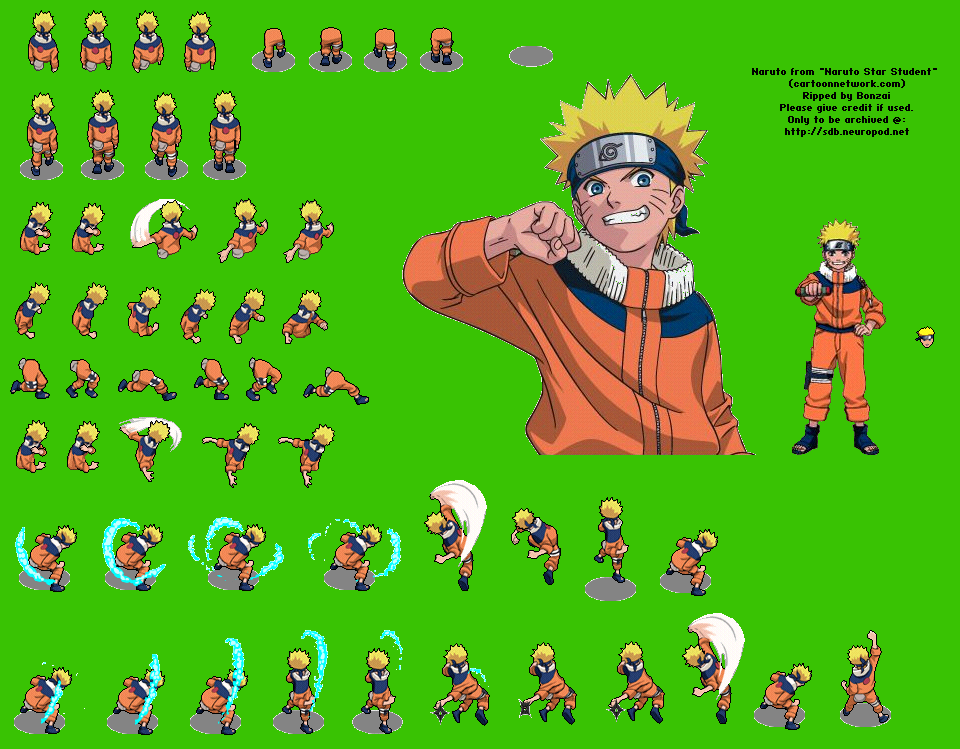 Naruto from "Naruto Star Student"
(cartoonnetwork.com)
Ripped by Bonzai
Please give credit if used.
Only to be archived @:
http://sdb.neuropod.net